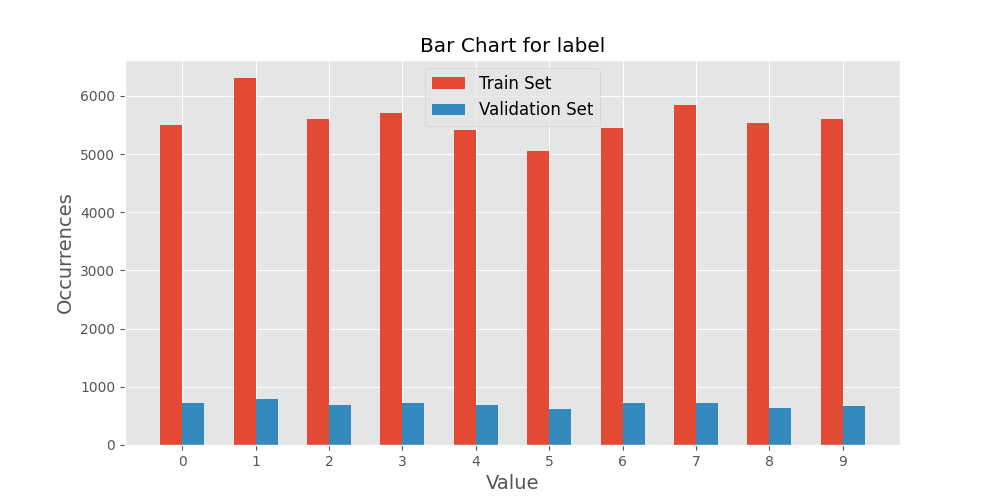 Bar Chart for label
Train Set
Validation Set
Occurrences
6000
5000
4000
3000
2000
1000
0
0 1 2 3 4 5 6 7 8 9
Value